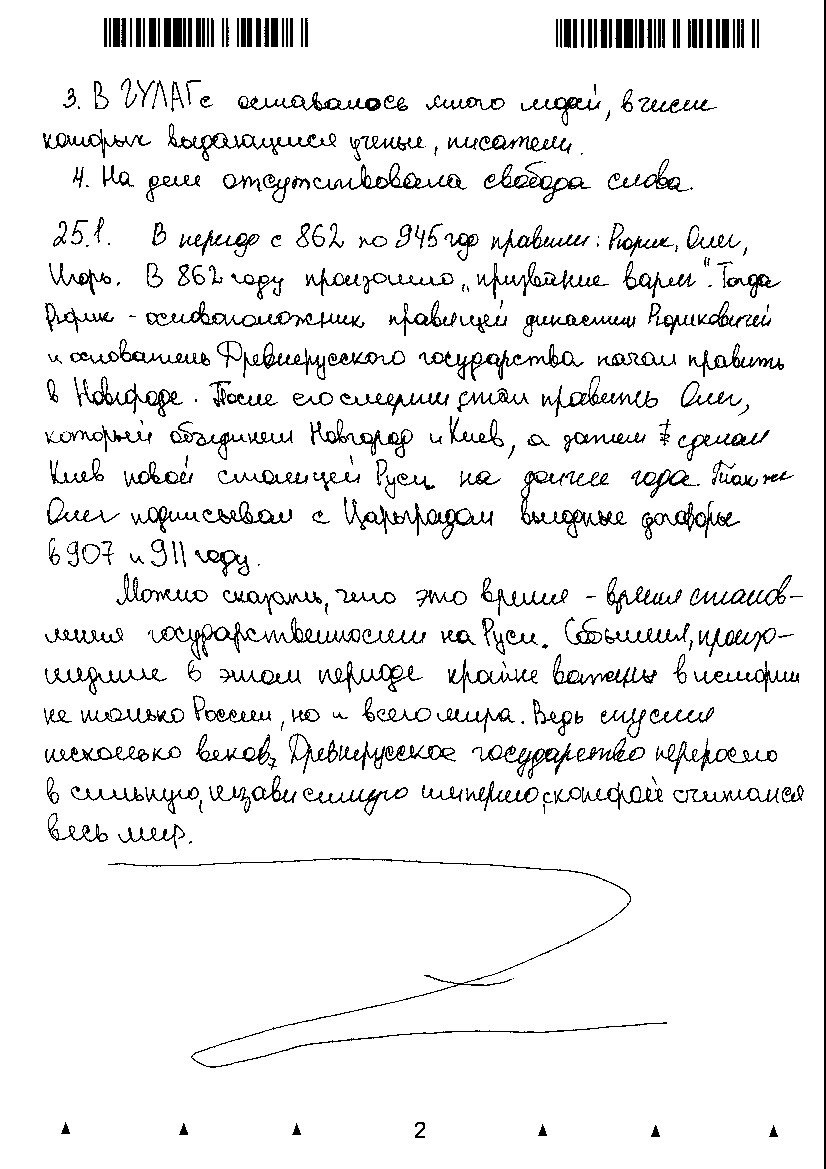 3. В ГУЛАГе оставалось много людей, в числе
которых выдающиеся ученые, писатели.
4. На деле отсутствовала свобода слова.
25.1. В период с 862 по 945 год правили: Рюрик, Олег,
Игорь. В 862 году произошло „призвание варяг". Тогда
Рюрик - основоположник правящей династии Рюриковичей
и основатель Древнерусского государства начал править
в Новгороде. После его смерти стал править Олег,
который объединил Новгород и Киев, а затем сделал
Киев новой столицей Руси на долгие года. Также
Олег подписывал с Царьградом выгодные договоры
в 907 и 911 году.
Можно сказать, что это время - время станов-
ления государственности на Руси. События, произо-
шедшие в этом периоде крайне важны в истории
не только России, но и всего мира. Ведь спустя
несколько веков, Древнерусское государство переросло
в сильную, независимую империю, с которой считался
весь мир.
2